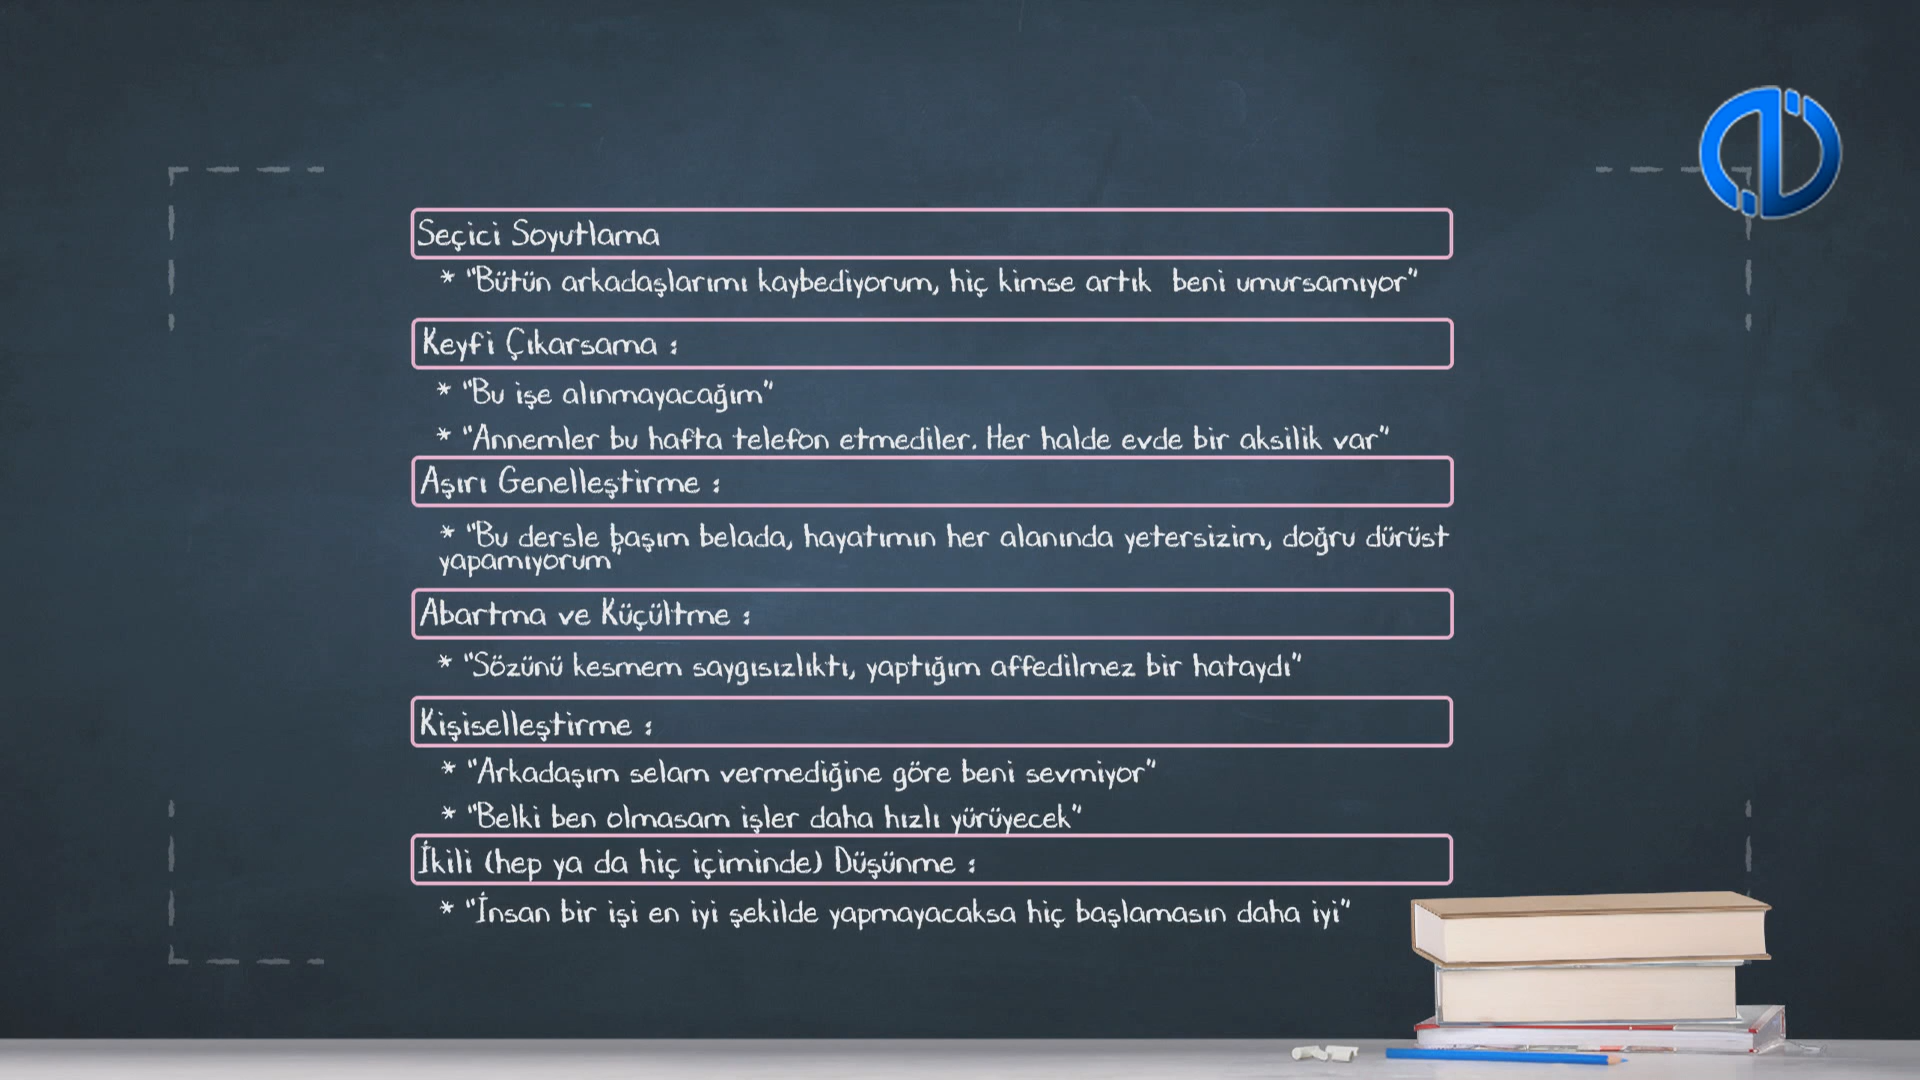 Seçici Soyutlama
* "Bütün arkadaşlarımı kaybediyorum, hiç kimse artık beni umursamıyor"
Keyfi Çıkarsama :
* "Bu işe alınmayacağım"
* "Annemler bu hafta telefon etmediler. Her halde evde bir aksilik var"
Aşırı Genelleştirme :
* "Bu dersle başım belada, hayatımın her alanında yetersizim, doğru dürüst
yapamıyorum"
Abartma ve Küçültme :
* "Sözünü kesmem saygısızlıktı, yaptığım affedilmez bir hataydı"
Kişiselleştirme :
* "Arkadaşım selam vermediğine göre beni sevmiyor"
* "Belki ben olmasam işler daha hızlı yürüyecek"
İkili (hep ya da hiç içiminde) Düşünme :
* "İnsan bir işi en iyi şekilde yapmayacaksa hiç başlamasın daha iyi"